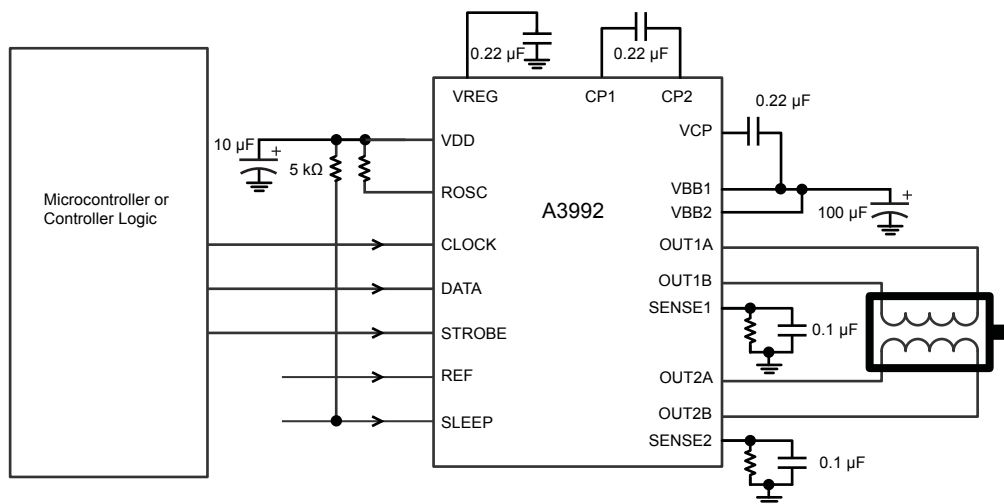 0.22 µF
0.22 µF
VREG
CP1
CP2
0.22 µF
VCP
10 µF
+
VDD
5 kΩ
ROSC
VBB1
+
Microcontroller or
Controller Logic
A3992
VBB2
100 µF
CLOCK
OUT1A
DATA
OUT1B
SENSE1
STROBE
0.1 µF
REF
OUT2A
SLEEP
OUT2B
SENSE2
0.1 µF